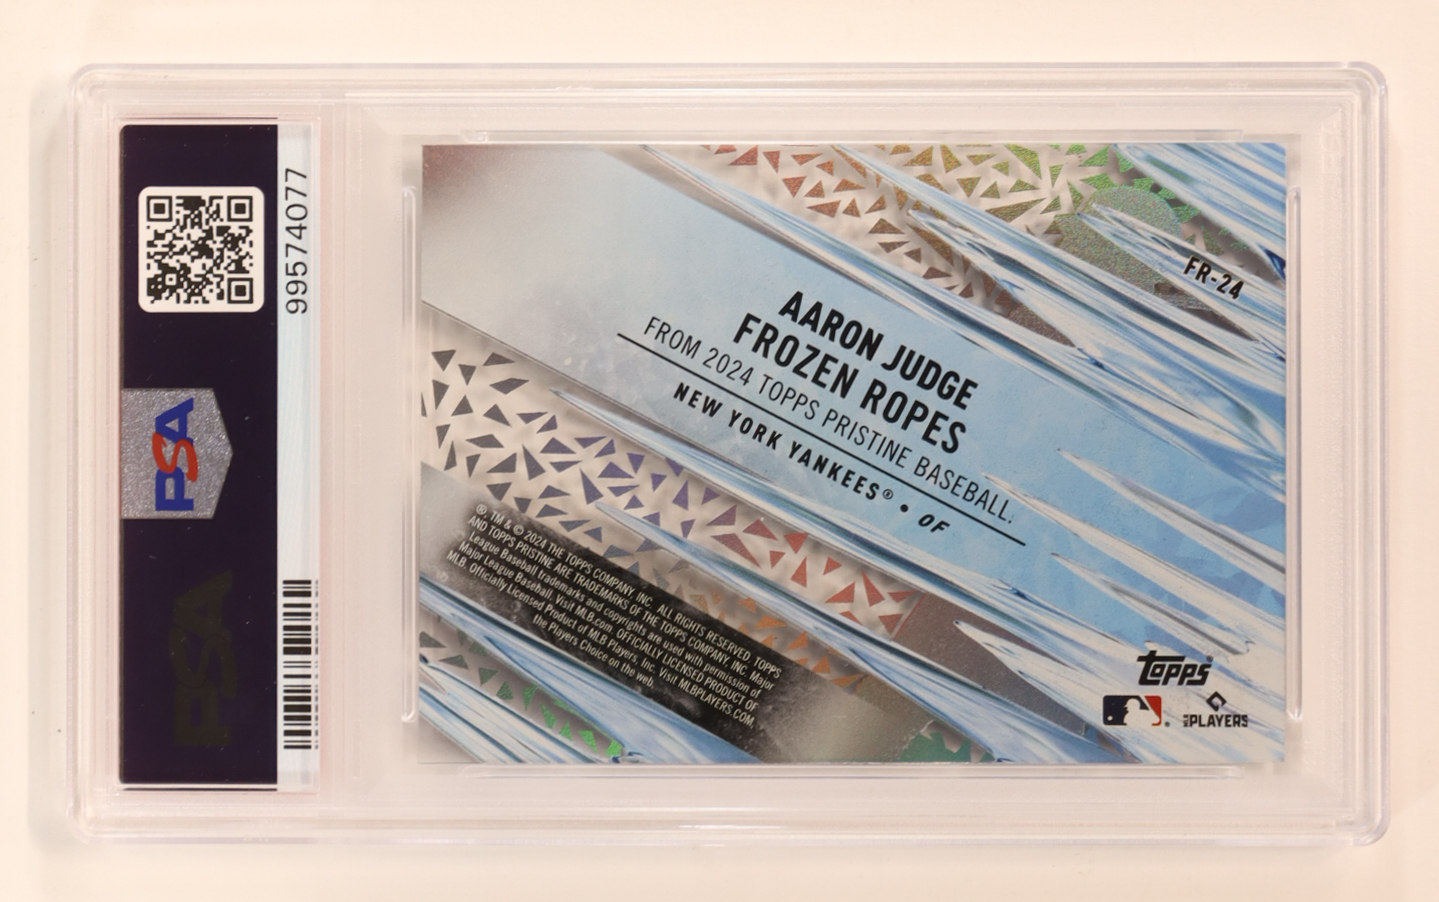 99574077
PSA
PSA
FR-24
AARON JUDGE
FROZEN ROPES
FROM 2024 TOPPS PRISTINE BASEBALL.
NEW YORK YANKEES® • OF
®, TM & © 2024 THE TOPPS COMPANY, INC. ALL RIGHTS RESERVED. TOPPS
AND TOPPS PRISTINE ARE TRADEMARKS OF THE TOPPS COMPANY, INC. Major
League Baseball trademarks and copyrights are used with permission of
Major League Baseball. Visit MLB.com. OFFICIALLY LICENSED PRODUCT OF
MLB. Officially Licensed Product of MLB Players, Inc. Visit MLBPLAYERS.COM,
the Players Choice on the web.
topps®
MLB PLAYERS